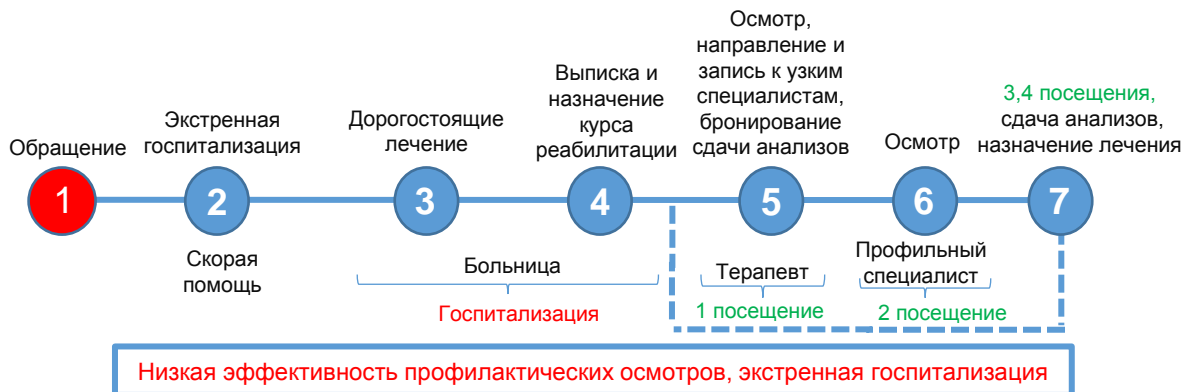 Обращение
1
Экстренная
госпитализация
2
Скорая
помощь
Дорогостоящие
лечение
3
Выписка и
назначение
курса
реабилитации
4
Больница
Госпитализация
Осмотр,
направление и
запись к узким
специалистам,
бронирование
сдачи анализов
5
Терапевт
1 посещение
Осмотр
6
Профильный
специалист
2 посещение
3,4 посещения,
сдача анализов,
назначение лечения
7
Низкая эффективность профилактических осмотров, экстренная госпитализация